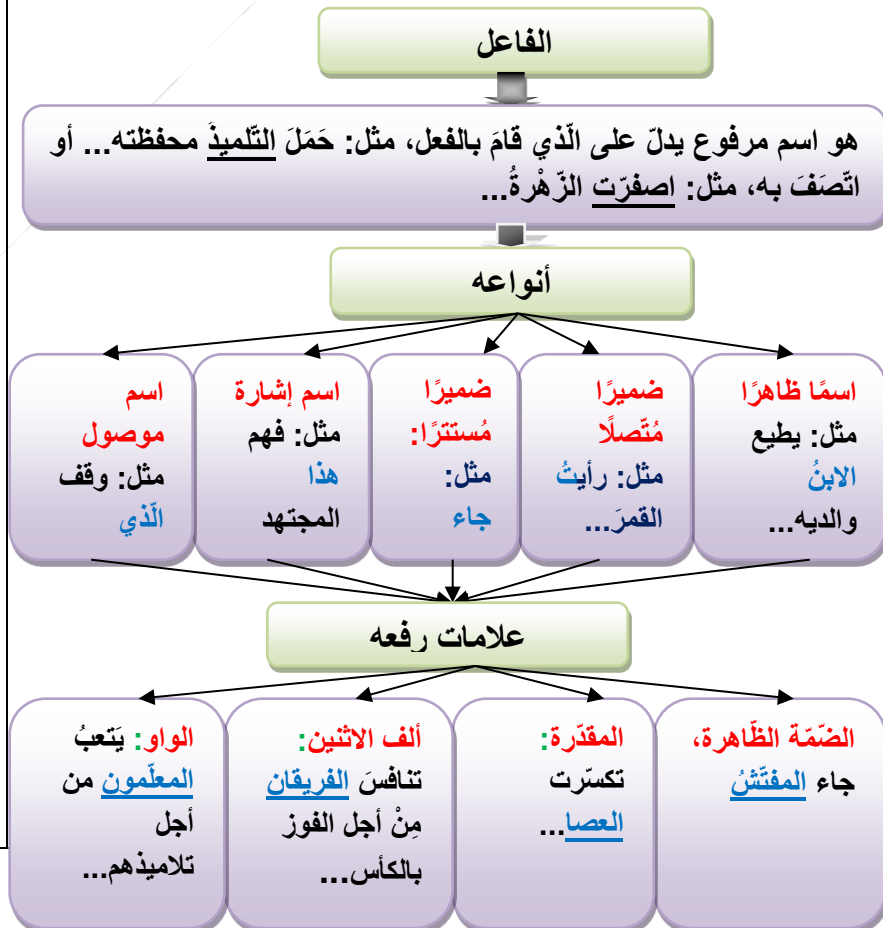 الفاعل
هو اسم مرفوع يدلّ على الّذي قامَ بالفعل، مثل: حَمَلَ التّلميذَ محفظته... أو
اتّصَفَ به، مثل: اصفرّت الزّهْرةُ...
أنواعه
اسمًا ظاهرًا
مثل: يطيع
الابنُ
والديه...
ضميرًا
مُتّصلًا
مثل: رأيتُ
القمرَ...
ضميرًا
مُستترًا:
مثل:
جاء
اسم إشارة
مثل: فهم
هذا
المجتهد
اسم
موصول
مثل: وقف
الّذي
علامات رفعه
الضّمّة الظّاهرة،
جاء المفتّشُ
المقدّرة:
تكسّرت
العصا...
ألف الاثنين:
تنافسَ الفريقان
مِنْ أجل الفوز
بالكأس...
الواو: يَتعبُ
المعلّمون من
أجل
تلاميذهم...